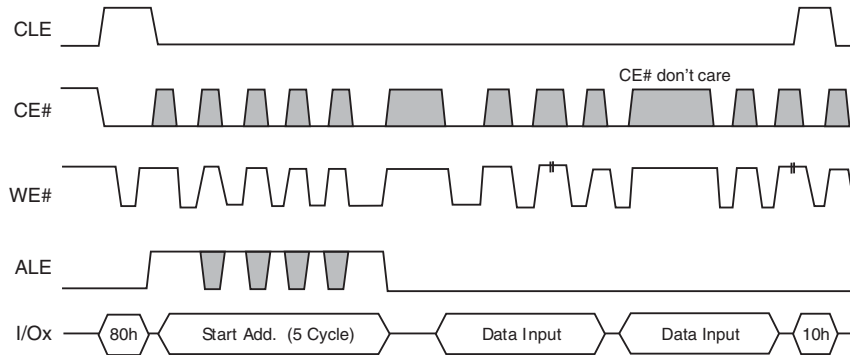 CLE
CE# don't care
CE#
WE#
ALE
I/Ox 80h Start Add. (5 Cycle) Data Input Data Input 10h